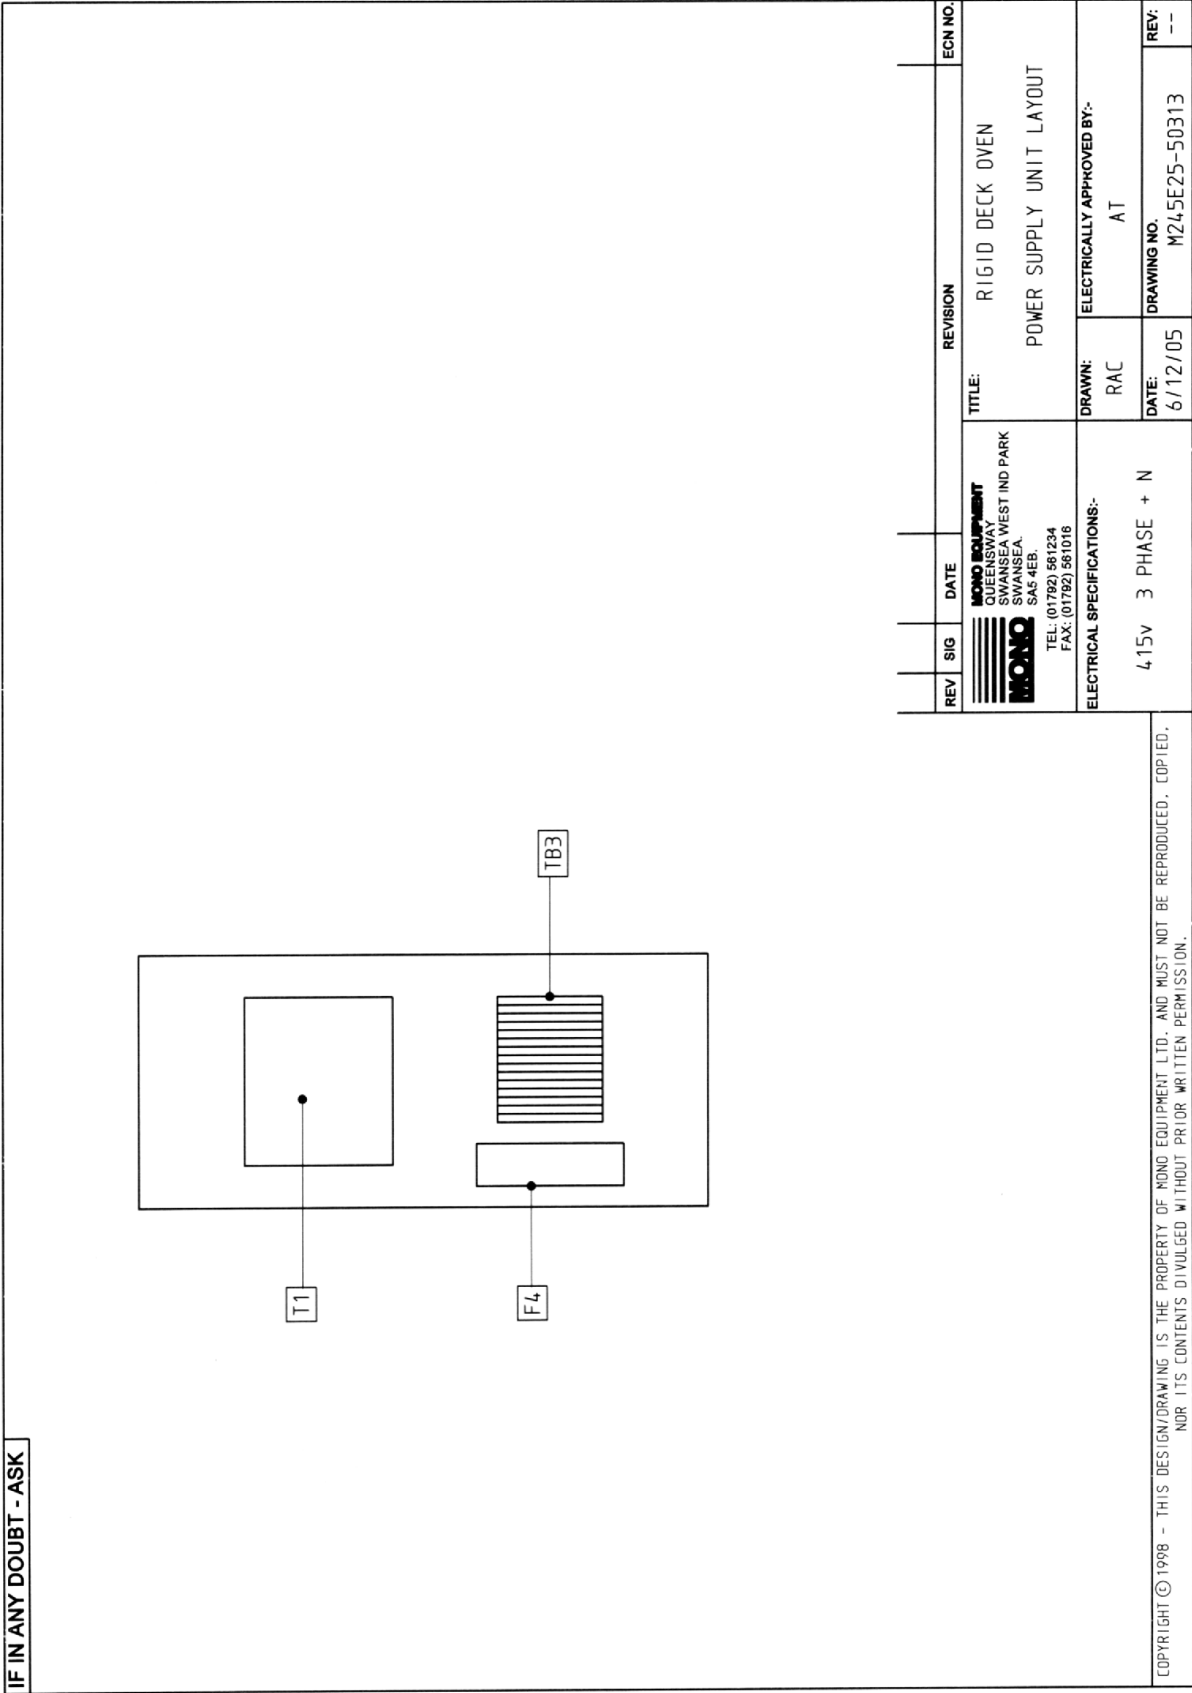 IF IN ANY DOUBT - ASK
T1
F4
TB3
REV SIG DATE REVISION ECN NO.
MONO
MONO EQUIPMENT
QUEENSWAY
SWANSEA WEST IND PARK
SWANSEA.
SA5 4EB.
TEL: (01792) 561234
FAX: (01792) 561016
TITLE:
RIGID DECK OVEN
POWER SUPPLY UNIT LAYOUT
ELECTRICAL SPECIFICATIONS:-
415v 3 PHASE + N
DRAWN:
RAC
ELECTRICALLY APPROVED BY:-
AT
DATE:
6/12/05
DRAWING NO.
M245E25-50313
REV:
--
COPYRIGHT © 1998 - THIS DESIGN/DRAWING IS THE PROPERTY OF MONO EQUIPMENT LTD. AND MUST NOT BE REPRODUCED, COPIED,
NOR ITS CONTENTS DIVULGED WITHOUT PRIOR WRITTEN PERMISSION.